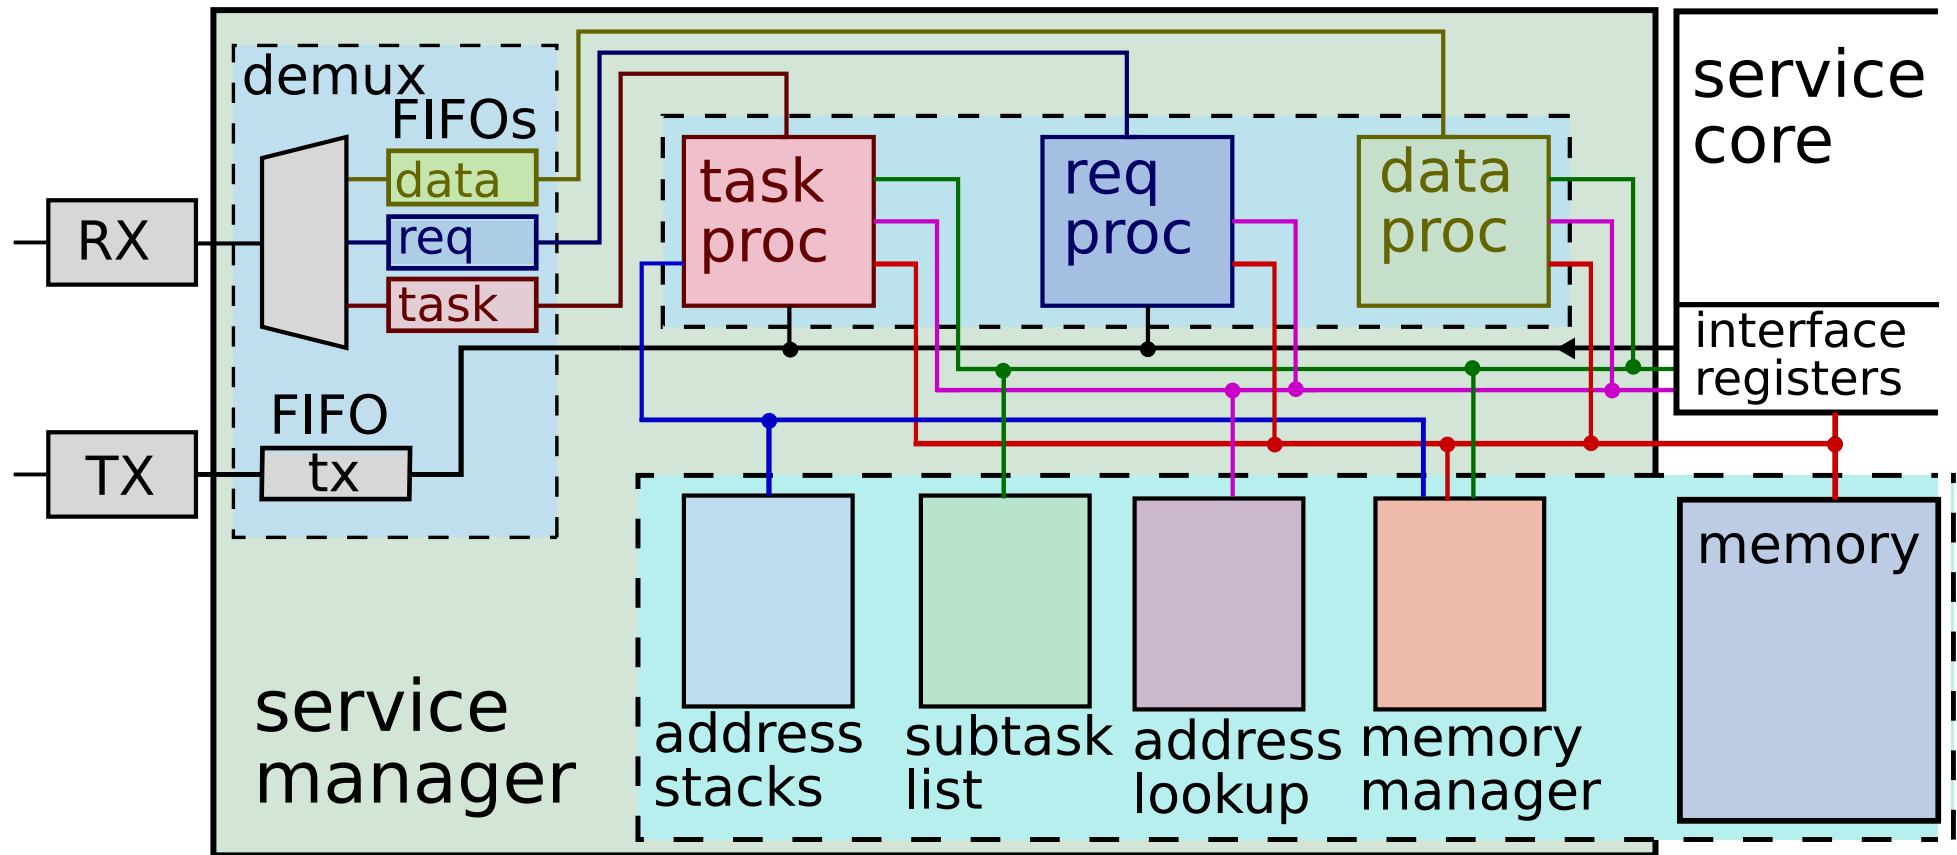 demux
FIFOs
data
req
task
RX
FIFO
tx
TX
task
proc
req
proc
data
proc
service
core
interface
registers
service
manager
address
stacks
subtask
list
address
lookup
memory
manager
memory